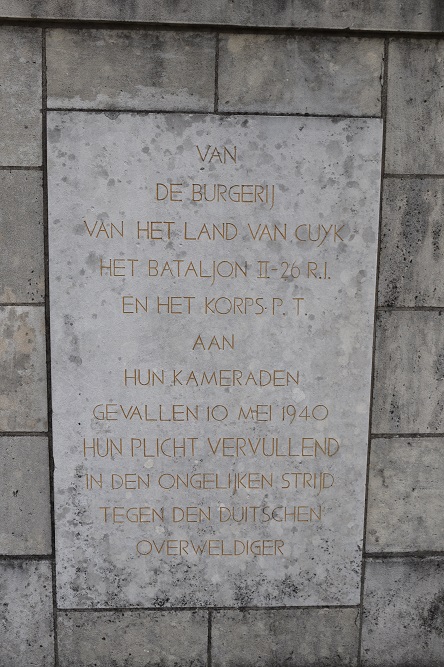 VAN
DE BURGERIJ
VAN HET LAND VAN CUYK
HET BATALJON II-26 R.I.
EN HET KORPS P.T.
AAN
HUN KAMERADEN
GEVALLEN 10 MEI 1940
HUN PLICHT VERVULLEND
IN DEN ONGELIJKEN STRIJD
TEGEN DEN DUITSCHEN
OVERWELDIGER